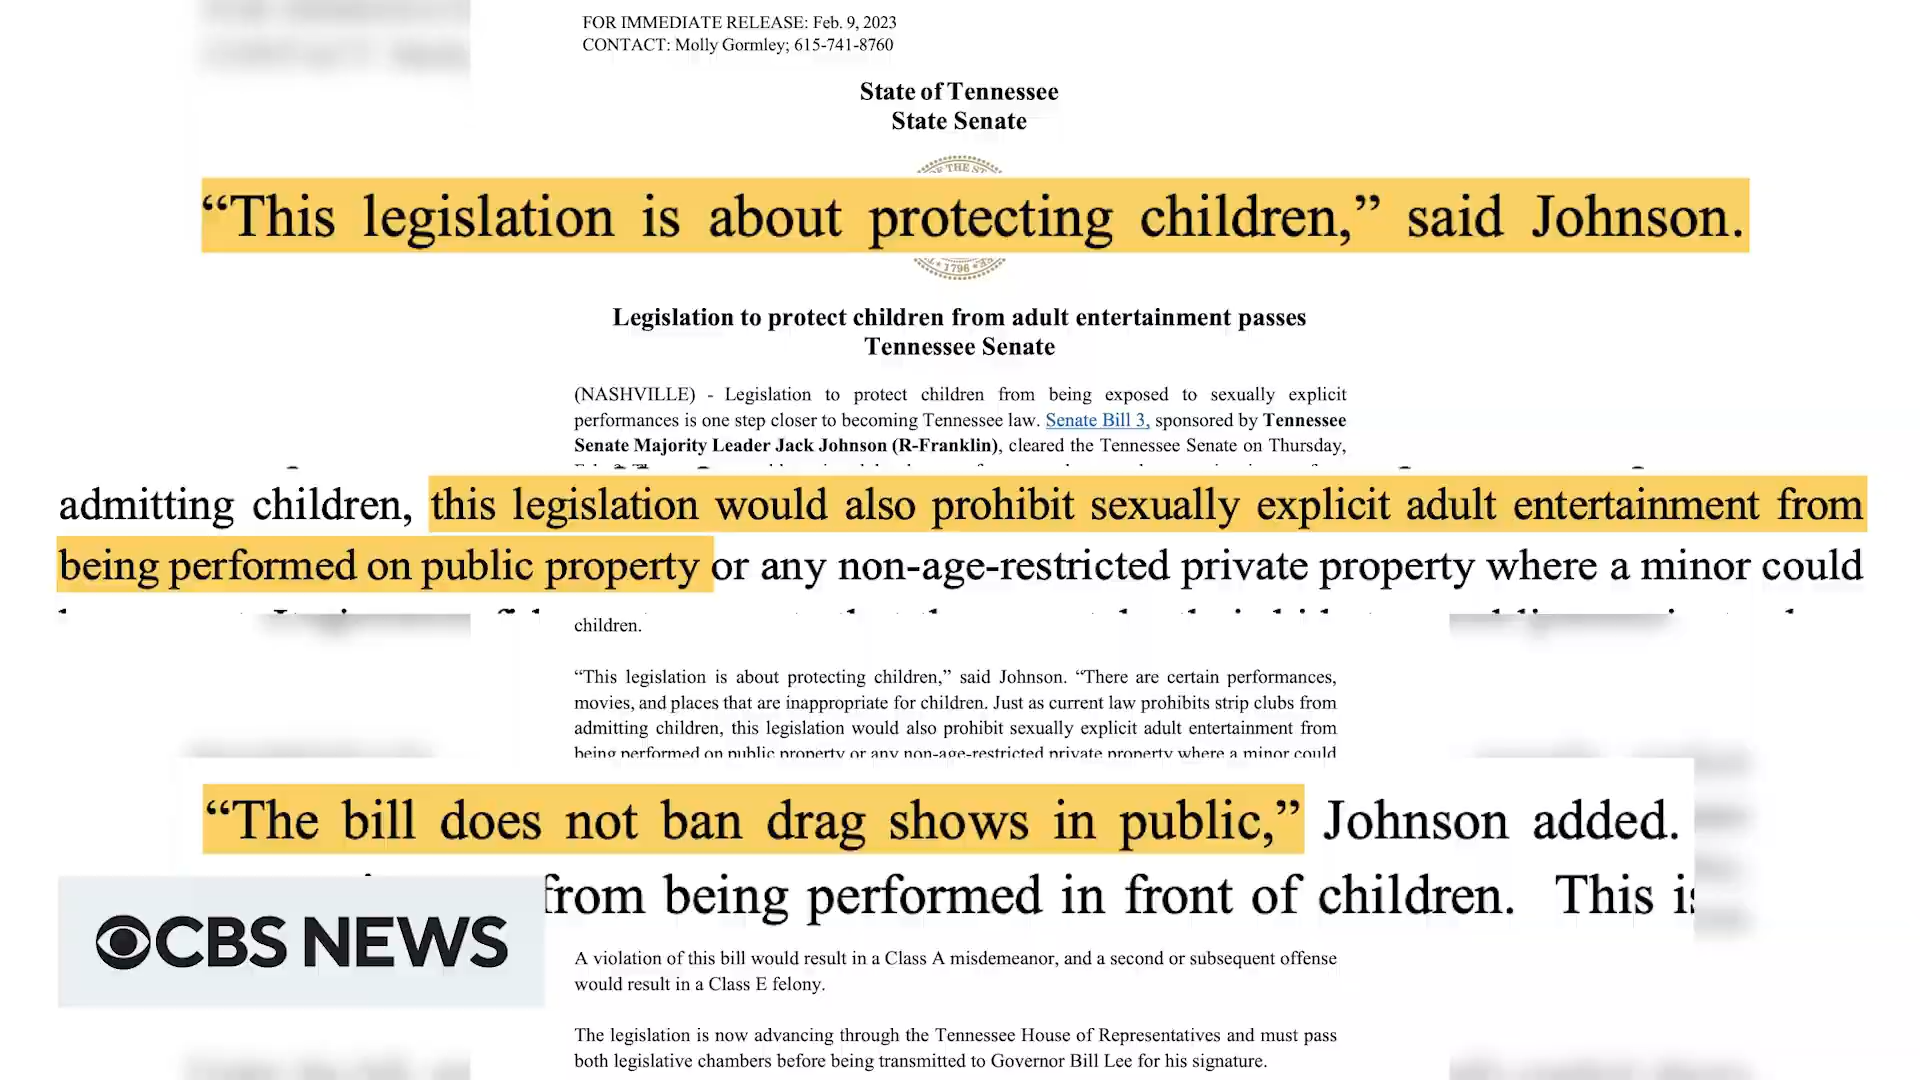 FOR IMMEDIATE RELEASE: Feb. 9, 2023
CONTACT: Molly Gormley; 615-741-8760
State of Tennessee
State Senate
OF THE
“This legislation is about protecting children,” said Johnson.
1796
Legislation to protect children from adult entertainment passes
Tennessee Senate
(NASHVILLE) - Legislation to protect children from being exposed to sexually explicit
performances is one step closer to becoming Tennessee law. Senate Bill 3, sponsored by Tennessee
Senate Majority Leader Jack Johnson (R-Franklin), cleared the Tennessee Senate on Thursday,
admitting children, this legislation would also prohibit sexually explicit adult entertainment from
being performed on public property or any non-age-restricted private property where a minor could
children.
“This legislation is about protecting children,” said Johnson. “There are certain performances,
movies, and places that are inappropriate for children. Just as current law prohibits strip clubs from
admitting children, this legislation would also prohibit sexually explicit adult entertainment from
being performed on public property or any non-age-restricted private property where a minor could
“The bill does not ban drag shows in public,” Johnson added.
from being performed in front of children. This is
CBS NEWS
A violation of this bill would result in a Class A misdemeanor, and a second or subsequent offense
would result in a Class E felony.
The legislation is now advancing through the Tennessee House of Representatives and must pass
both legislative chambers before being transmitted to Governor Bill Lee for his signature.